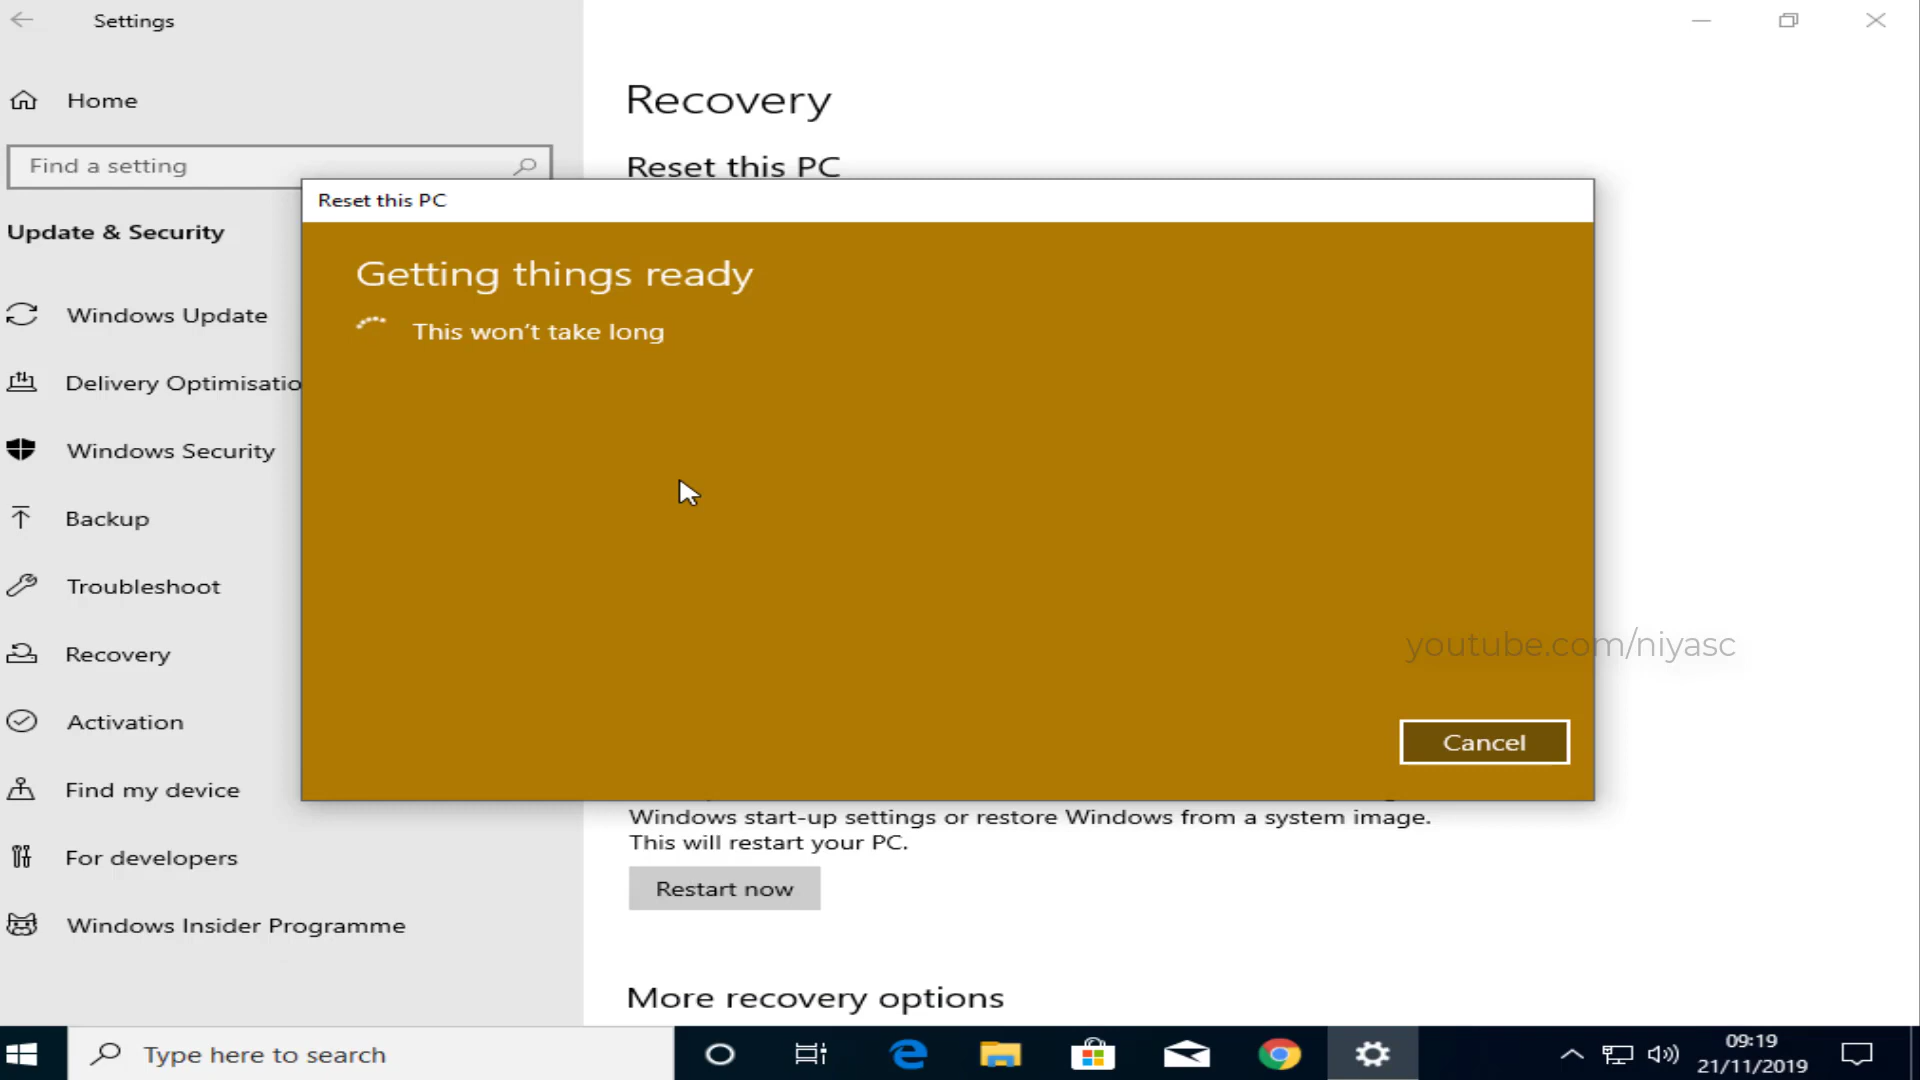 Settings
Home
Find a setting
Update & Security
Windows Update
Delivery Optimisatio
Windows Security
Backup
Troubleshoot
Recovery
Activation
Find my device
For developers
Windows Insider Programme
Recovery
Reset this PC
Reset this PC
Getting things ready
This won't take long
youtube.com/niyasc
Cancel
Windows start-up settings or restore Windows from a system image.
This will restart your PC.
Restart now
More recovery options
Type here to search
09:19
21/11/2019